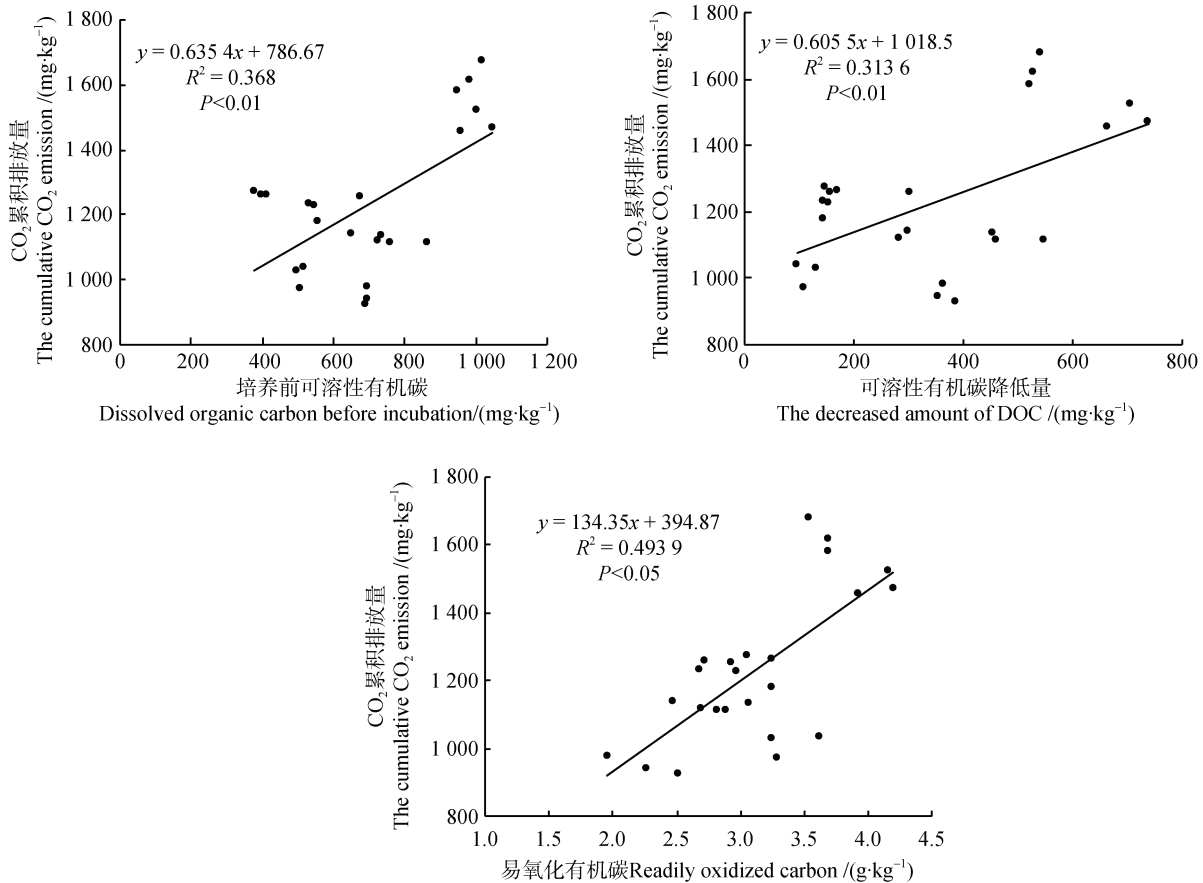 CO₂累积排放量
The cumulative CO₂ emission /(mg·kg⁻¹)
1 800
1 600
1 400
1 200
1 000
800
y = 0.635 4x + 786.67
R² = 0.368
P<0.01
0
200
400
600
800
1 000
1 200
培养前可溶性有机碳
Dissolved organic carbon before incubation/(mg·kg⁻¹)
CO₂累积排放量
The cumulative CO₂ emission /(mg·kg⁻¹)
1 800
1 600
1 400
1 200
1 000
800
y = 0.605 5x + 1 018.5
R² = 0.313 6
P<0.01
0
200
400
600
800
可溶性有机碳降低量
The decreased amount of DOC /(mg·kg⁻¹)
CO₂累积排放量
The cumulative CO₂ emission /(mg·kg⁻¹)
1 800
1 600
1 400
1 200
1 000
800
y = 134.35x + 394.87
R² = 0.493 9
P<0.05
1.0
1.5
2.0
2.5
3.0
3.5
4.0
4.5
易氧化有机碳Readily oxidized carbon /(g·kg⁻¹)